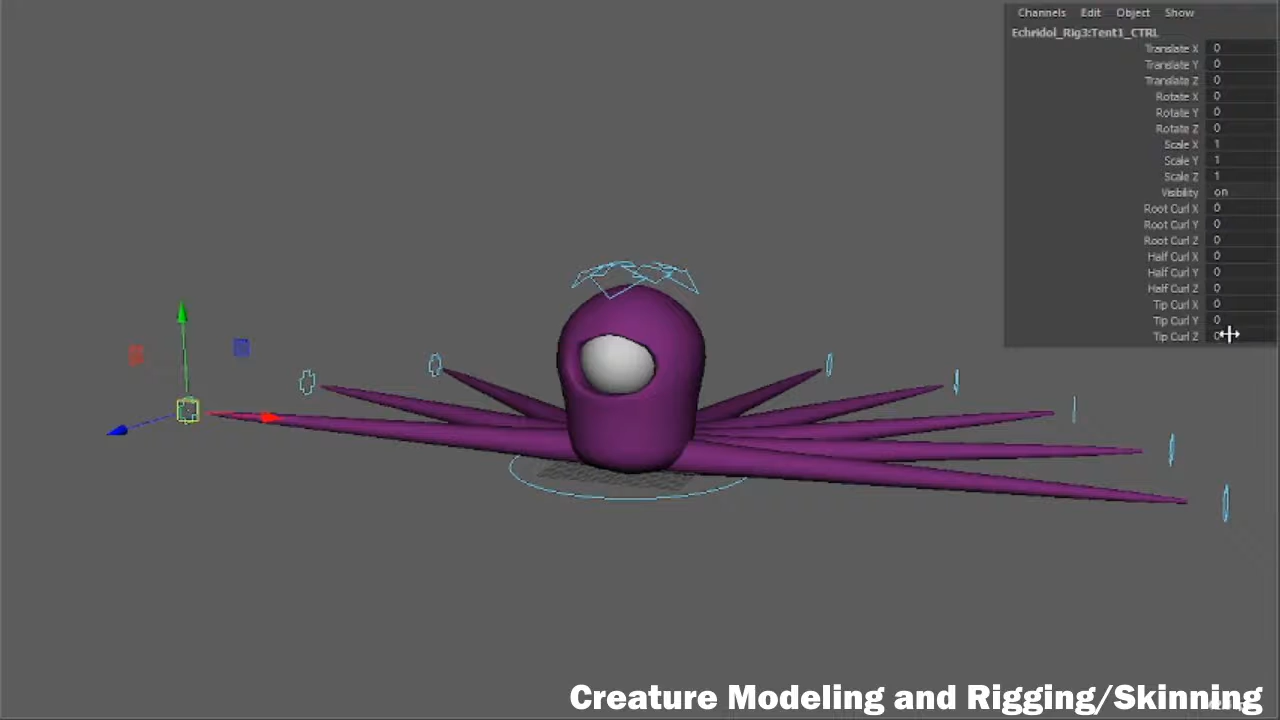 Channels Edit Object Show
Echridol_Rig3:Tent1_CTRL
Translate X 0
Translate Y 0
Translate Z 0
Rotate X 0
Rotate Y 0
Rotate Z 0
Scale X 1
Scale Y 1
Scale Z 1
Visibility on
Root Curl X 0
Root Curl Y 0
Root Curl Z 0
Half Curl X 0
Half Curl Y 0
Half Curl Z 0
Tip Curl X 0
Tip Curl Y 0
Tip Curl Z 0
Creature Modeling and Rigging/Skinning